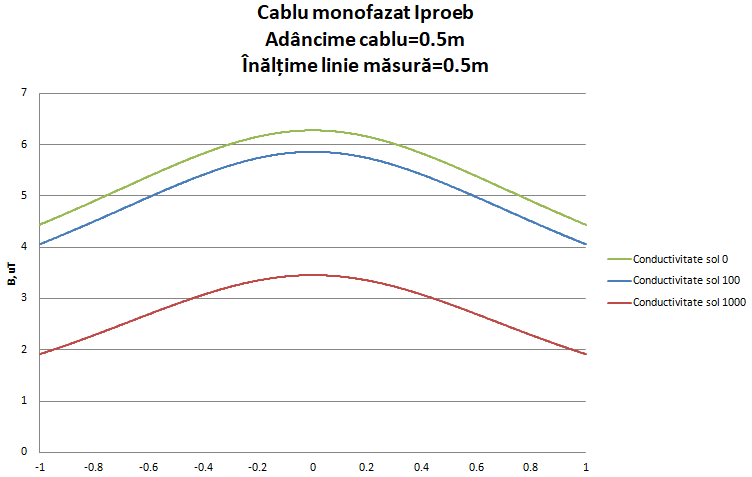 Cablu monofazat Iproeb
Adâncime cablu=0.5m
Înălțime linie măsură=0.5m
7
6
5
4
3
2
1
0
B, uT
-1 -0.8 -0.6 -0.4 -0.2 0 0.2 0.4 0.6 0.8 1
Conductivitate sol 0
Conductivitate sol 100
Conductivitate sol 1000